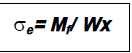 σe= Mf/ Wx